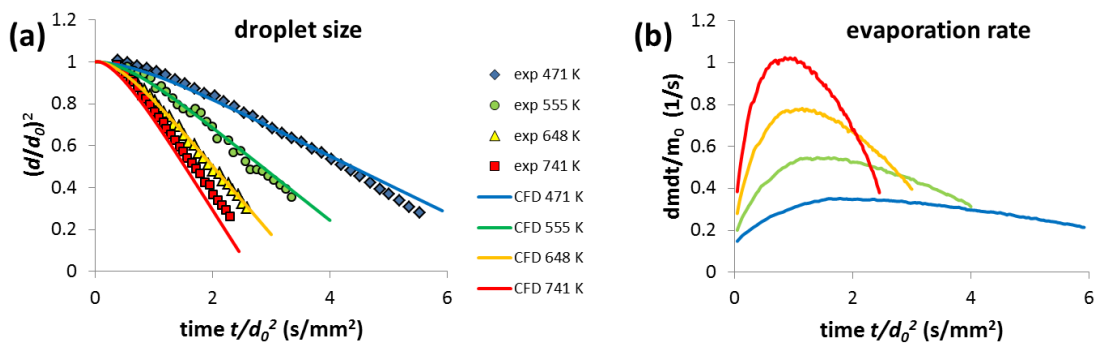 (a)
droplet size
1.2
1
0.8
0.6
0.4
0.2
0
0
2
4
6
(d/d₀)²
time t/d₀² (s/mm²)
exp 471 K
exp 555 K
exp 648 K
exp 741 K
CFD 471 K
CFD 555 K
CFD 648 K
CFD 741 K
(b)
evaporation rate
1.2
1
0.8
0.6
0.4
0.2
0
0
2
4
6
dmdt/m₀ (1/s)
time t/d₀² (s/mm²)